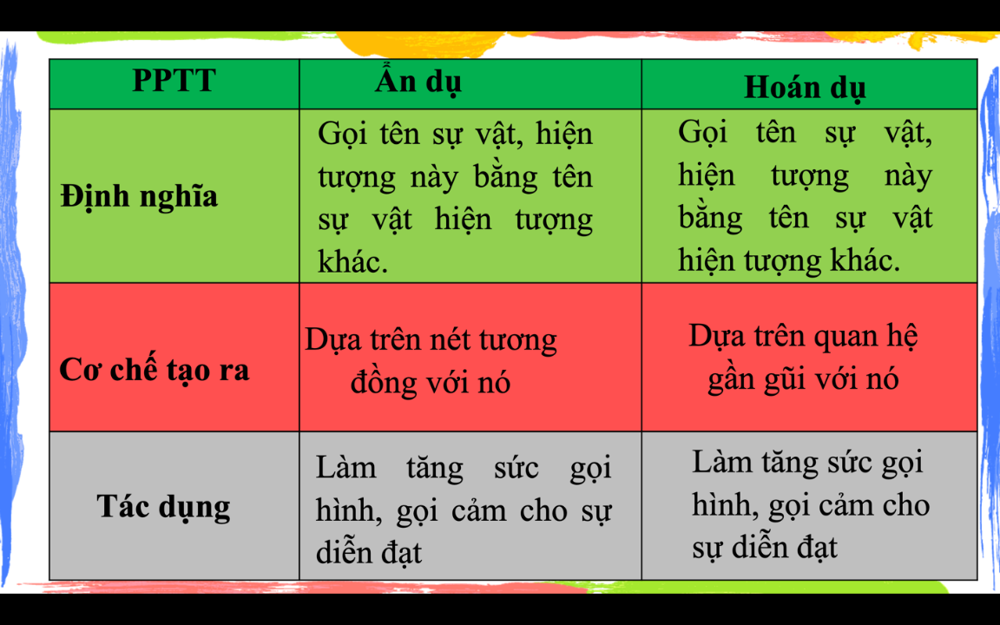 PPTT
Ẩn dụ
Hoán dụ
Định nghĩa
Gọi tên sự vật, hiện
tượng này bằng tên
sự vật hiện tượng
khác.
Gọi tên sự vật,
hiện tượng này
bằng tên sự vật
hiện tượng khác.
Cơ chế tạo ra
Dựa trên nét tương
đồng với nó
Dựa trên quan hệ
gần gũi với nó
Tác dụng
Làm tăng sức gọi
hình, gọi cảm cho sự
diễn đạt
Làm tăng sức gọi
hình, gọi cảm cho
sự diễn đạt